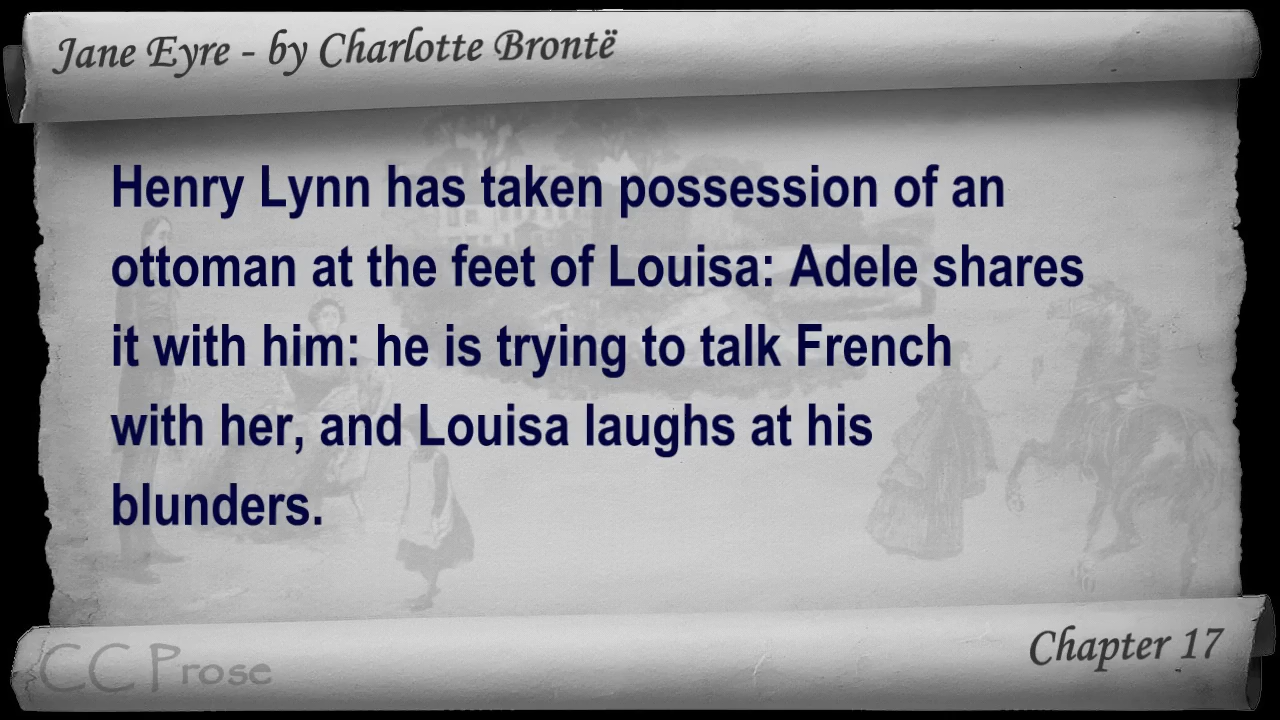 Jane Eyre - by Charlotte Brontë
Henry Lynn has taken possession of an
ottoman at the feet of Louisa: Adele shares
it with him: he is trying to talk French
with her, and Louisa laughs at his
blunders.
Chapter 17
CC Prose